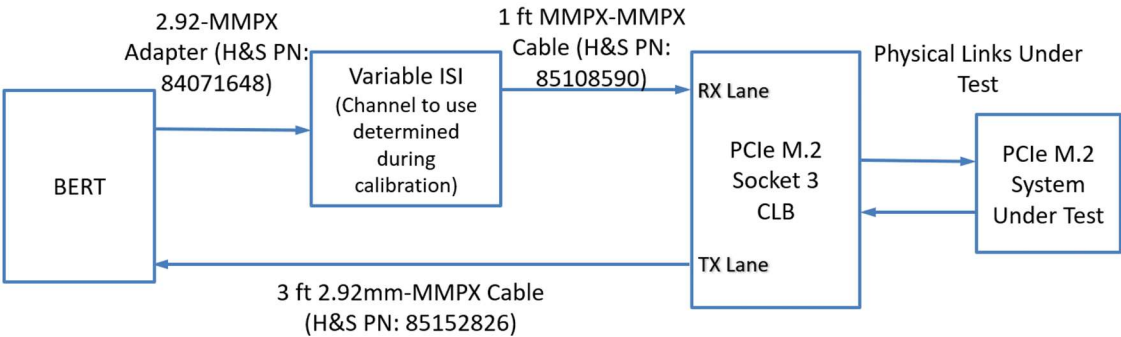 2.92-MMPX
Adapter (H&S PN:
84071648)
1 ft MMPX-MMPX
Cable (H&S PN:
85108590)
Physical Links Under
Test
BERT
Variable ISI
(Channel to use
determined
during
calibration)
RX Lane
PCIe M.2
Socket 3
CLB
TX Lane
PCIe M.2
System
Under Test
3 ft 2.92mm-MMPX Cable
(H&S PN: 85152826)